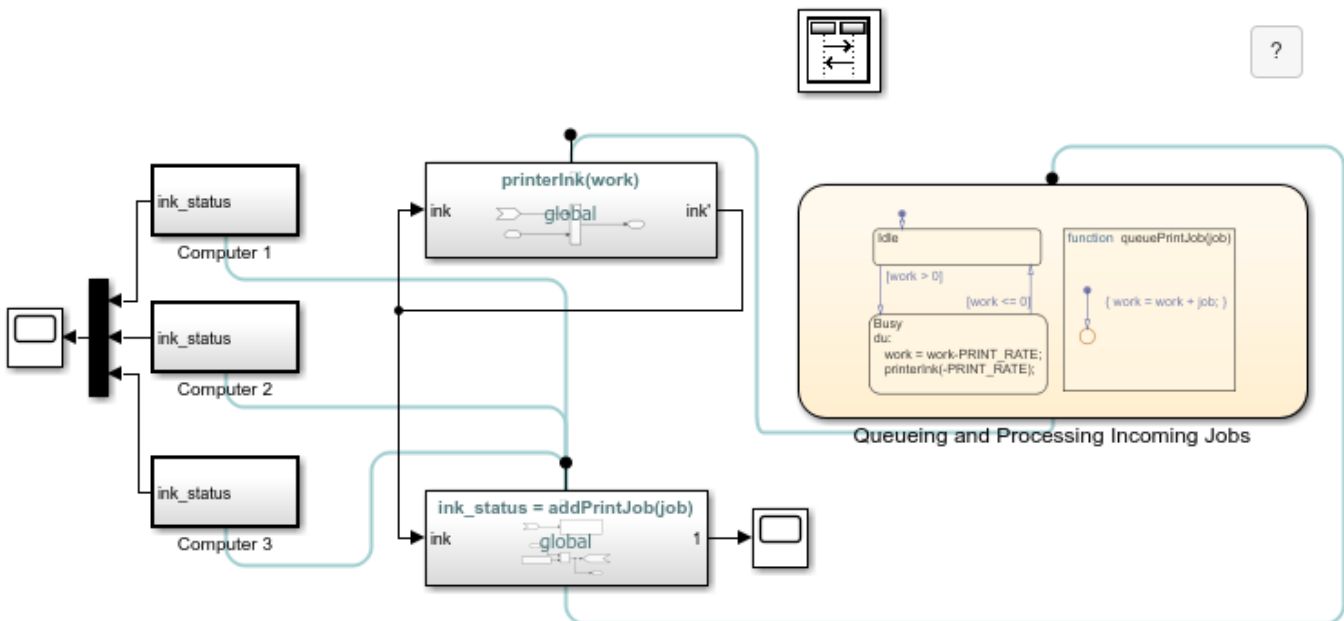 ?
ink_status
Computer 1
ink_status
Computer 2
ink_status
Computer 3
printerInk(work)
ink
global
ink'
ink_status = addPrintJob(job)
ink
global
1
Idle
[work > 0]
[work <= 0]
Busy
du:
work = work-PRINT_RATE;
printerInk(-PRINT_RATE);
function queuePrintJob(job)
{ work = work + job; }
Queueing and Processing Incoming Jobs